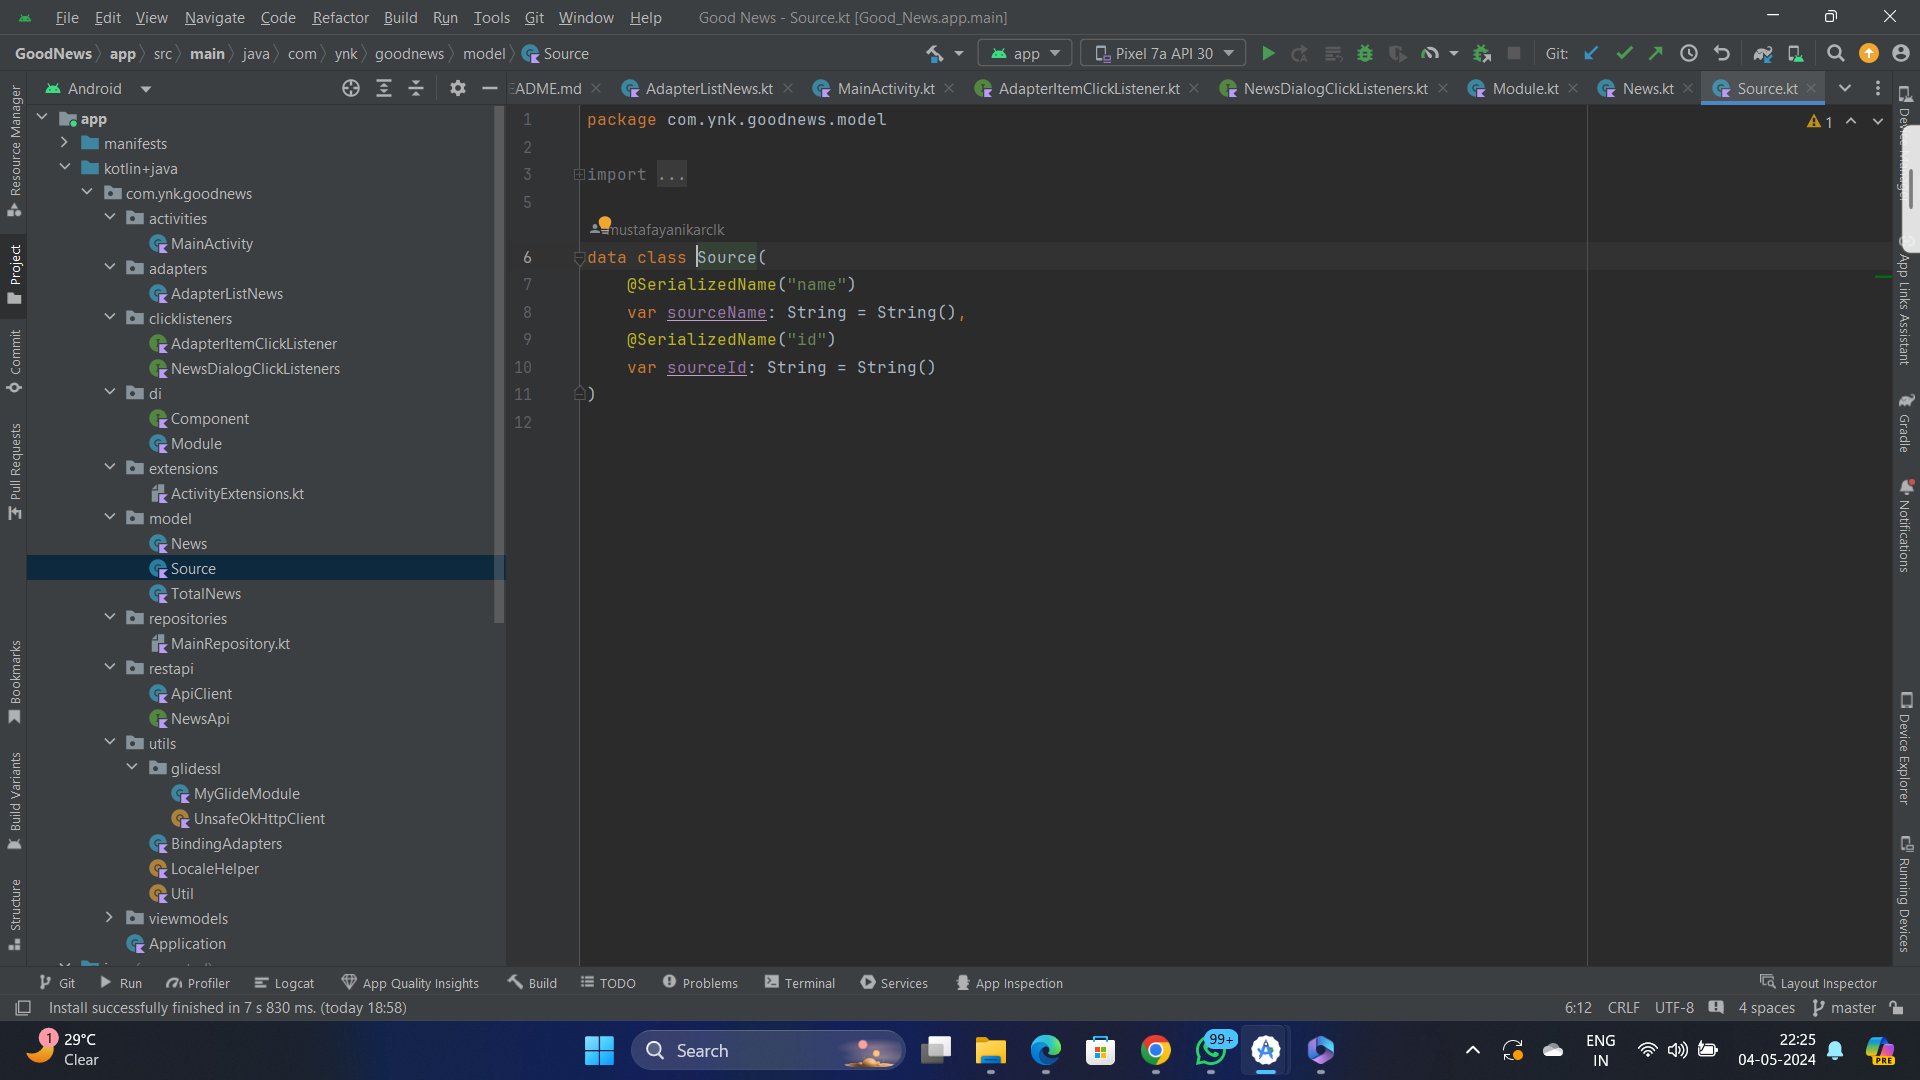 File Edit View Navigate Code Refactor Build Run Tools Git Window Help Good News - Source.kt [Good_News.app.main]
GoodNews app src main java com ynk goodnews model Source app Pixel 7a API 30 Git:
Android EADME.md AdapterListNews.kt MainActivity.kt AdapterItemClickListener.kt NewsDialogClickListeners.kt Module.kt News.kt Source.kt
Resource Manager
Project
Commit
Pull Requests
Bookmarks
Build Variants
Structure
app
manifests
kotlin+java
com.ynk.goodnews
activities
MainActivity
adapters
AdapterListNews
clicklisteners
AdapterItemClickListener
NewsDialogClickListeners
di
Component
Module
extensions
ActivityExtensions.kt
model
News
Source
TotalNews
repositories
MainRepository.kt
restapi
ApiClient
NewsApi
utils
glidessl
MyGlideModule
UnsafeOkHttpClient
BindingAdapters
LocaleHelper
Util
viewmodels
Application
1 package com.ynk.goodnews.model
2
3 import ...
5
mustafayanikarclk
6 data class Source(
7 @SerializedName("name")
8 var sourceName: String = String(),
9 @SerializedName("id")
10 var sourceId: String = String()
11 )
12
1
Device Manager
App Links Assistant
Gradle
Notifications
Device Explorer
Running Devices
Git Run Profiler Logcat App Quality Insights Build TODO Problems Terminal Services App Inspection Layout Inspector
Install successfully finished in 7 s 830 ms. (today 18:58) 6:12 CRLF UTF-8 4 spaces master
1
29°C
Clear
Search
99+
ENG
IN
22:25
04-05-2024
PRE